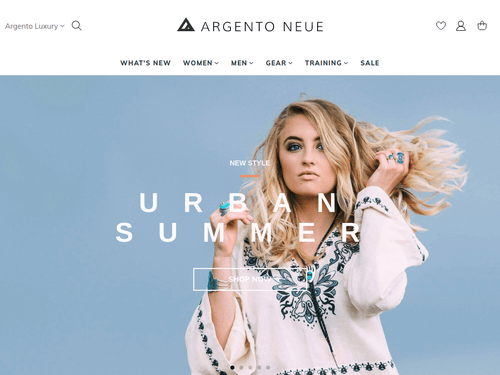 Argento Luxury
ARGENTO NEUE
WHAT'S NEW WOMEN MEN GEAR TRAINING SALE
NEW STYLE
URBAN
SUMMER
SHOP NOW